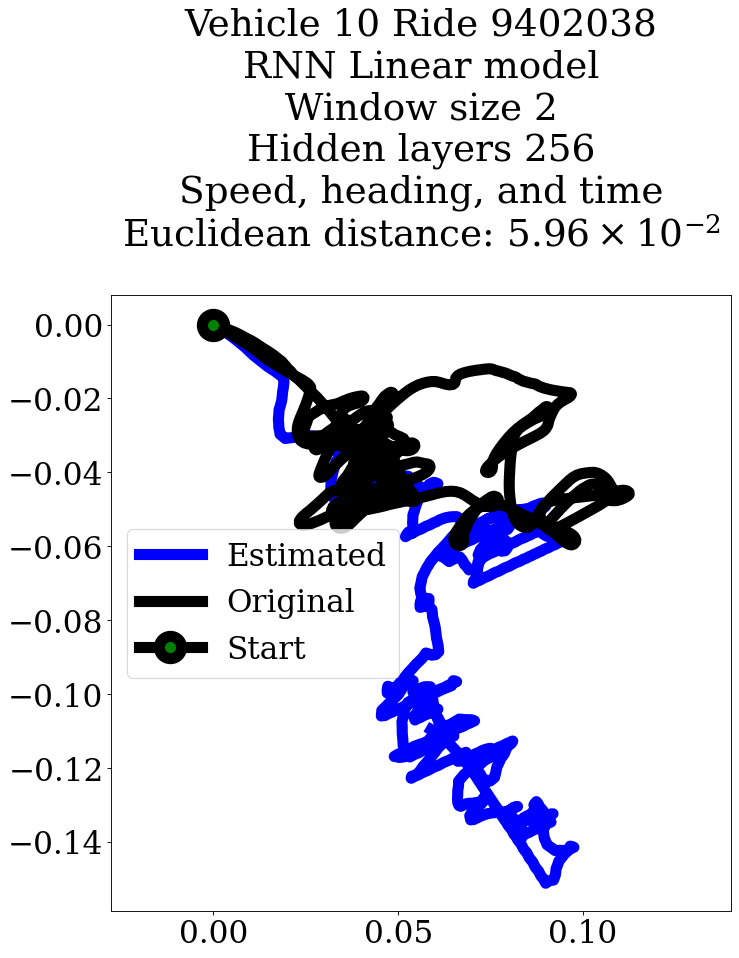 Vehicle 10 Ride 9402038
RNN Linear model
Window size 2
Hidden layers 256
Speed, heading, and time
Euclidean distance: 5.96 × 10⁻²
0.00
−0.02
−0.04
−0.06
−0.08
−0.10
−0.12
−0.14
Estimated
Original
Start
0.00 0.05 0.10